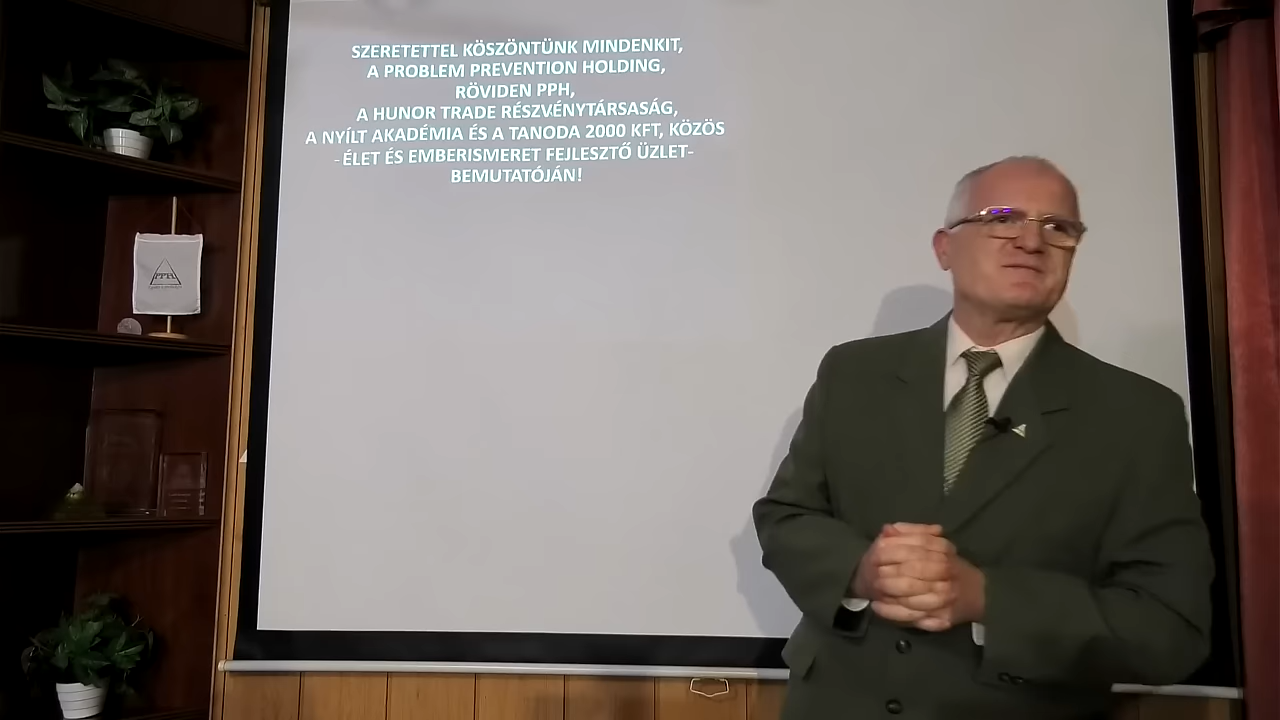 SZERETETTEL KÖSZÖNTÜNK MINDENKIT,
A PROBLEM PREVENTION HOLDING,
RÖVIDEN PPH,
A HUNOR TRADE RÉSZVÉNYTÁRSASÁG,
A NYÍLT AKADÉMIA ÉS A TANODA 2000 KFT, KÖZÖS
- ÉLET ÉS EMBERISMERET FEJLESZTŐ ÜZLET-
BEMUTATÓJÁN!
PPH